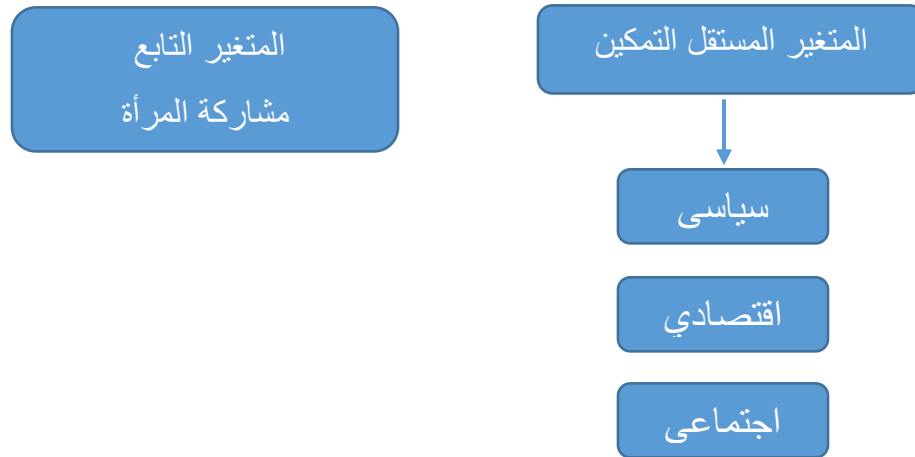 المتغير المستقل التمكين
المتغير التابع
مشاركة المرأة
سياسى
اقتصادي
اجتماعى